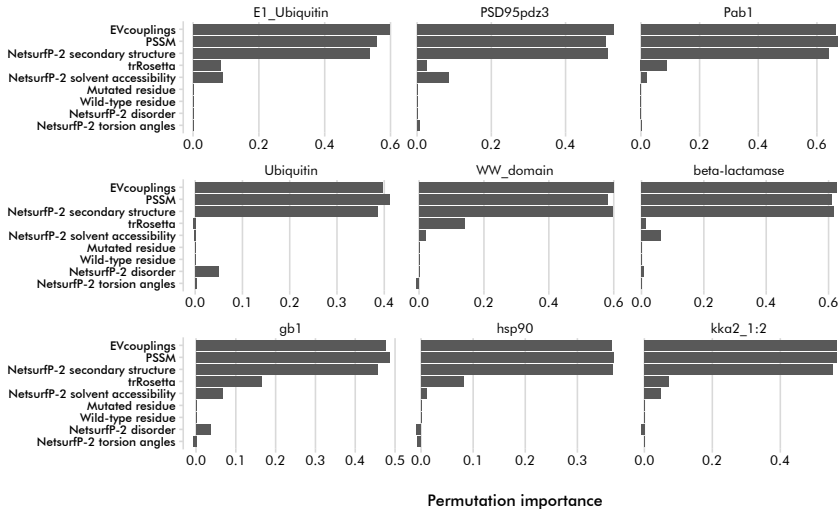 E1_Ubiquitin PSD95pdz3 Pab1
EVcouplings
PSSM
NetsurfP-2 secondary structure
trRosetta
NetsurfP-2 solvent accessibility
Mutated residue
Wild-type residue
NetsurfP-2 disorder
NetsurfP-2 torsion angles
0.0 0.2 0.4 0.6 0.0 0.2 0.4 0.0 0.2 0.4 0.6
Ubiquitin WW_domain beta-lactamase
EVcouplings
PSSM
NetsurfP-2 secondary structure
trRosetta
NetsurfP-2 solvent accessibility
Mutated residue
Wild-type residue
NetsurfP-2 disorder
NetsurfP-2 torsion angles
0.0 0.1 0.2 0.3 0.4 0.0 0.2 0.4 0.6 0.0 0.2 0.4 0.6
gb1 hsp90 kka2_1:2
EVcouplings
PSSM
NetsurfP-2 secondary structure
trRosetta
NetsurfP-2 solvent accessibility
Mutated residue
Wild-type residue
NetsurfP-2 disorder
NetsurfP-2 torsion angles
0.0 0.1 0.2 0.3 0.4 0.5 0.0 0.1 0.2 0.3 0.0 0.2 0.4
Permutation importance